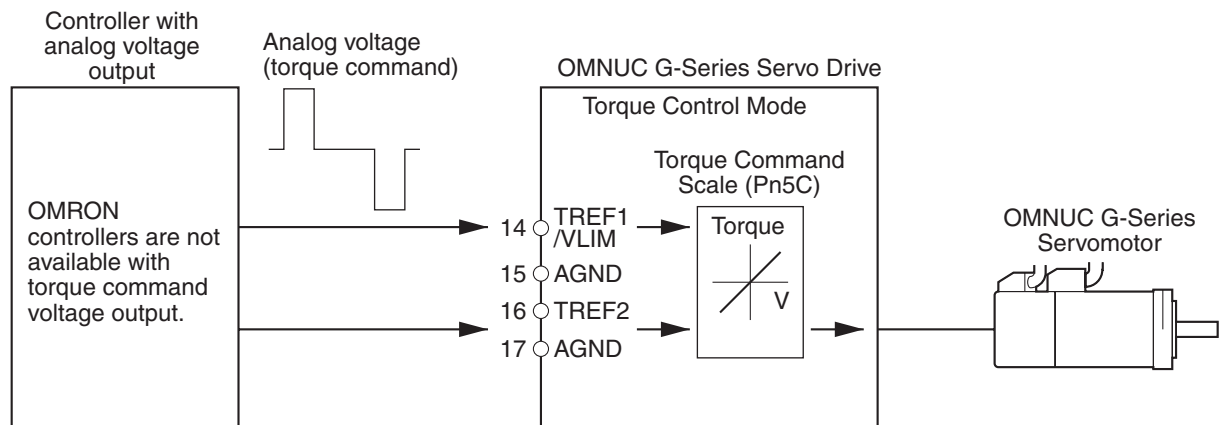 Controller with
analog voltage
output
Analog voltage
(torque command)
OMNUC G-Series Servo Drive
Torque Control Mode
Torque Command
Scale (Pn5C)
OMRON
controllers are not
available with
torque command
voltage output.
14 TREF1
/VLIM
15 AGND
16 TREF2
17 AGND
Torque
V
OMNUC G-Series
Servomotor